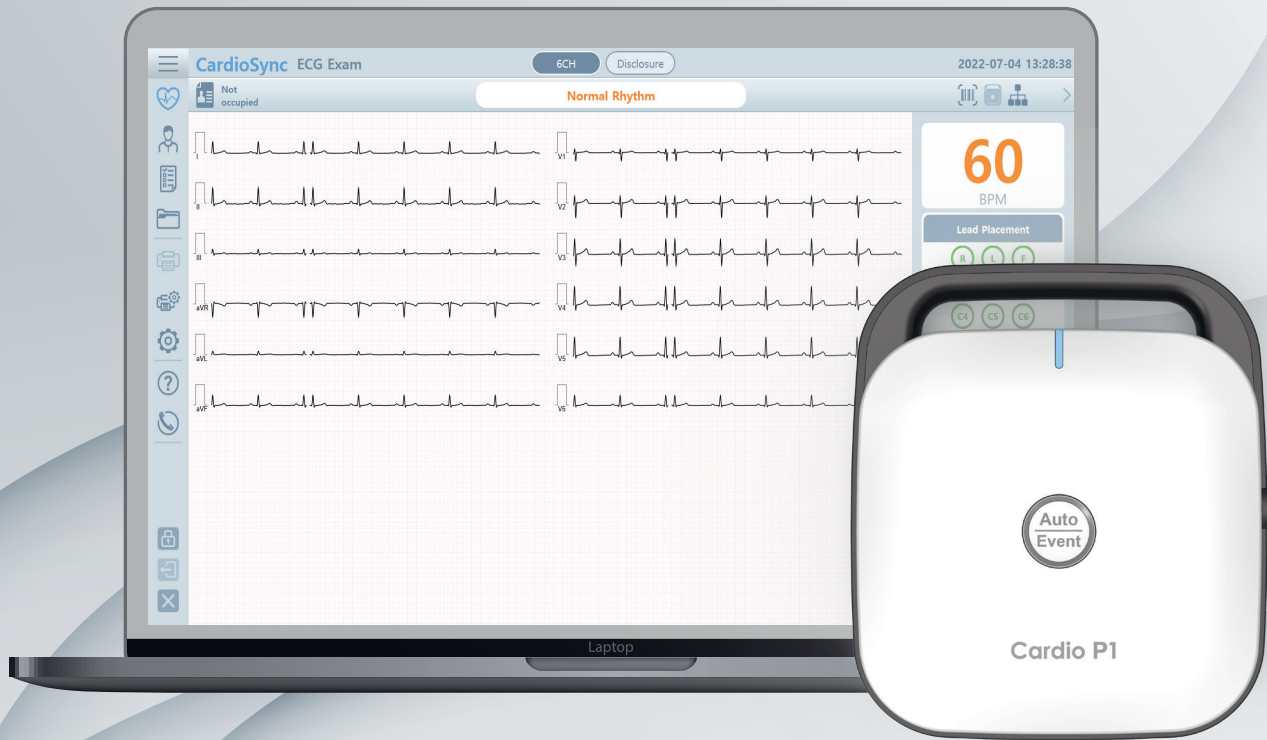 CardioSync ECG Exam
6CH
Disclosure
2022-07-04 13:28:38
Not
occupied
Normal Rhythm
I
V1
II
V2
III
V3
aVR
V4
aVL
V5
aVF
V6
60
BPM
Lead Placement
R
L
F
C4
C5
C6
Laptop
Auto
Event
Cardio P1